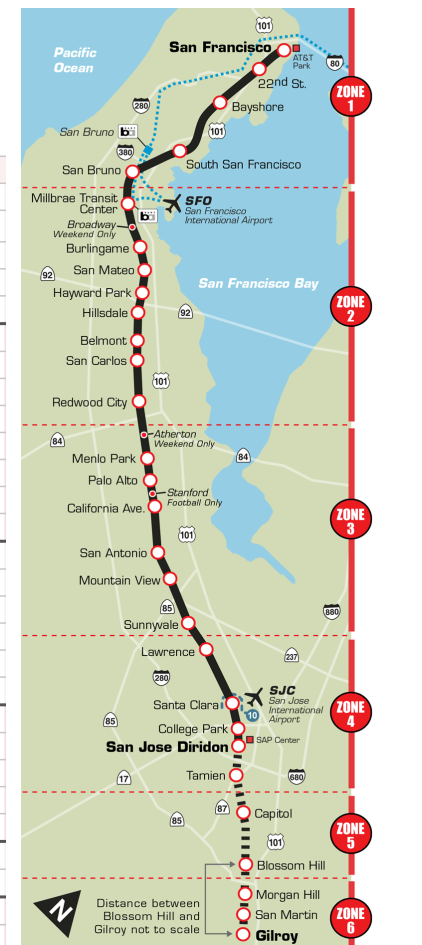 101
Pacific
Ocean
San Francisco
AT&T
Park
80
22nd St.
ZONE
1
280
Bayshore
101
San Bruno
ba
380
South San Francisco
San Bruno
Millbrae Transit
Center
SFO
San Francisco
International Airport
ba
Broadway
Weekend Only
Burlingame
92
San Mateo
San Francisco Bay
Hayward Park
ZONE
2
Hillsdale
92
Belmont
San Carlos
101
Redwood City
84
Atherton
Weekend Only
84
Menlo Park
Palo Alto
Stanford
Football Only
California Ave.
ZONE
3
101
San Antonio
Mountain View
85
880
Sunnyvale
Lawrence
237
280
SJC
San Jose
International
Airport
Santa Clara
10
ZONE
4
85
College Park
San Jose Diridon
SAP Center
Tamien
17
680
87
Capitol
85
ZONE
5
101
Blossom Hill
N
Distance between
Blossom Hill and
Gilroy not to scale
Morgan Hill
San Martin
Gilroy
ZONE
6